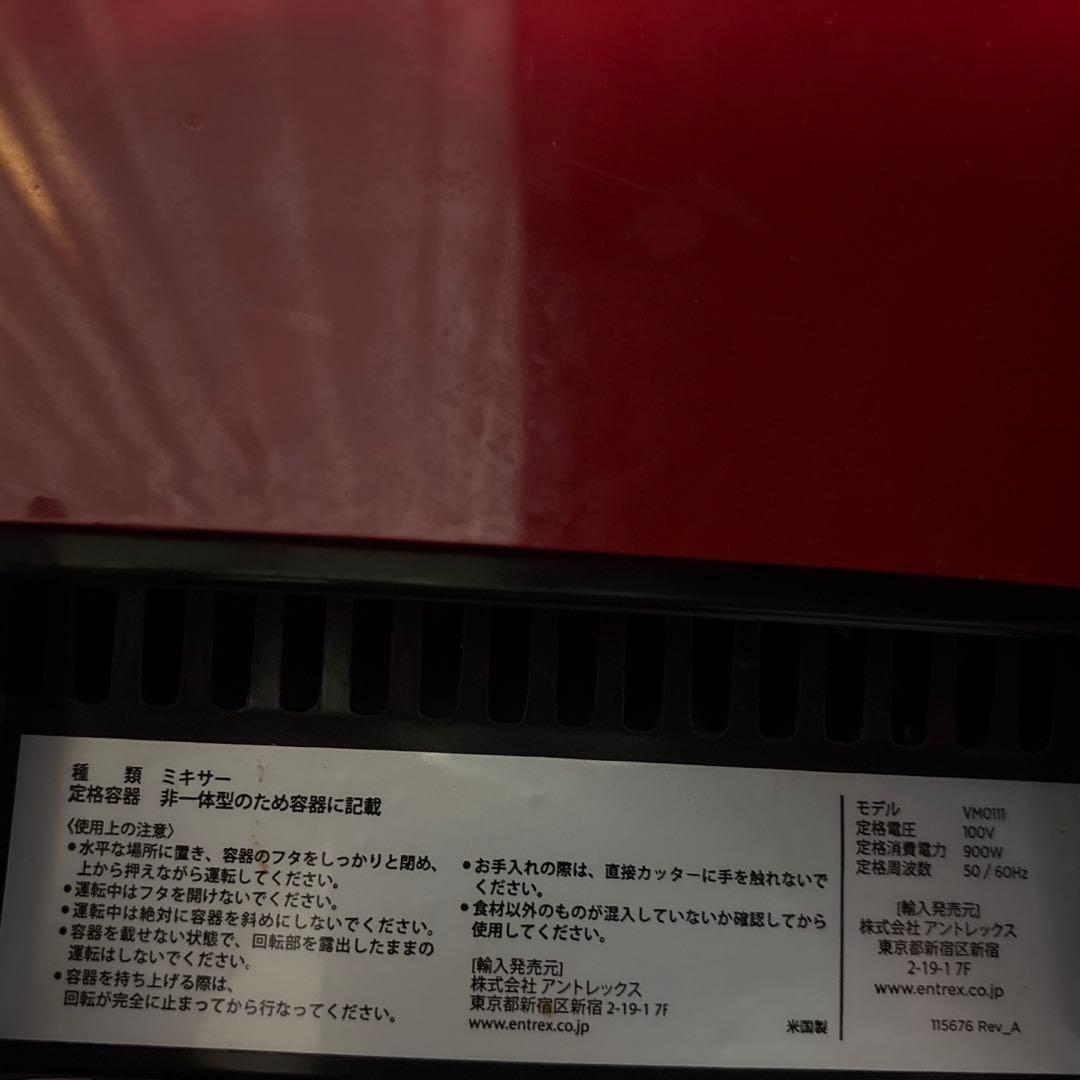 種　類　ミキサー
定格容器　非一体型のため容器に記載
〈使用上の注意〉
●水平な場所に置き、容器のフタをしっかりと閉め、
上から押えながら運転してください。
●運転中はフタを開けないでください。
●運転中は絶対に容器を斜めにしないでください。
●容器を載せない状態で、回転部を露出したままの
運転はしないでください。
●容器を持ち上げる際は、
回転が完全に止まってから行なってください。
●お手入れの際は、直接カッターに手を触れないで
ください。
●食材以外のものが混入していないか確認してから
使用してください。
[輸入発売元]
株式会社 アントレックス
東京都新宿区新宿 2-19-1 7F
www.entrex.co.jp
米国製
モデル　VM0111
定格電圧　100V
定格消費電力　900W
定格周波数　50 / 60Hz
[輸入発売元]
株式会社 アントレックス
東京都新宿区新宿
2-19-1 7F
www.entrex.co.jp
115676 Rev_A